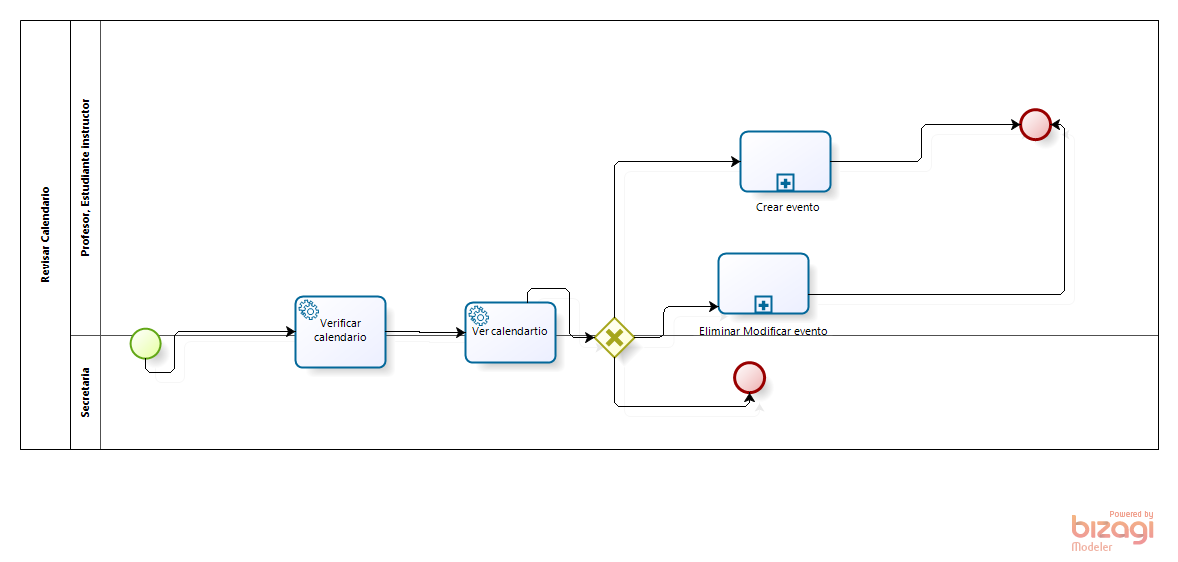 Revisar Calendario
Profesor, Estudiante Instructor
Secretaria
Crear evento
Verificar
calendario
Ver calendartio
Eliminar Modificar evento
Powered by
bizagi
Modeler